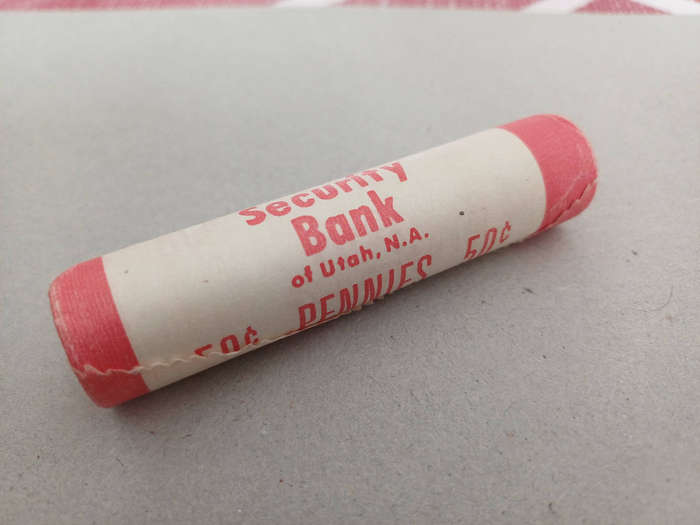 Security
Bank
of Utah, N.A.
50¢ PENNIES 50¢